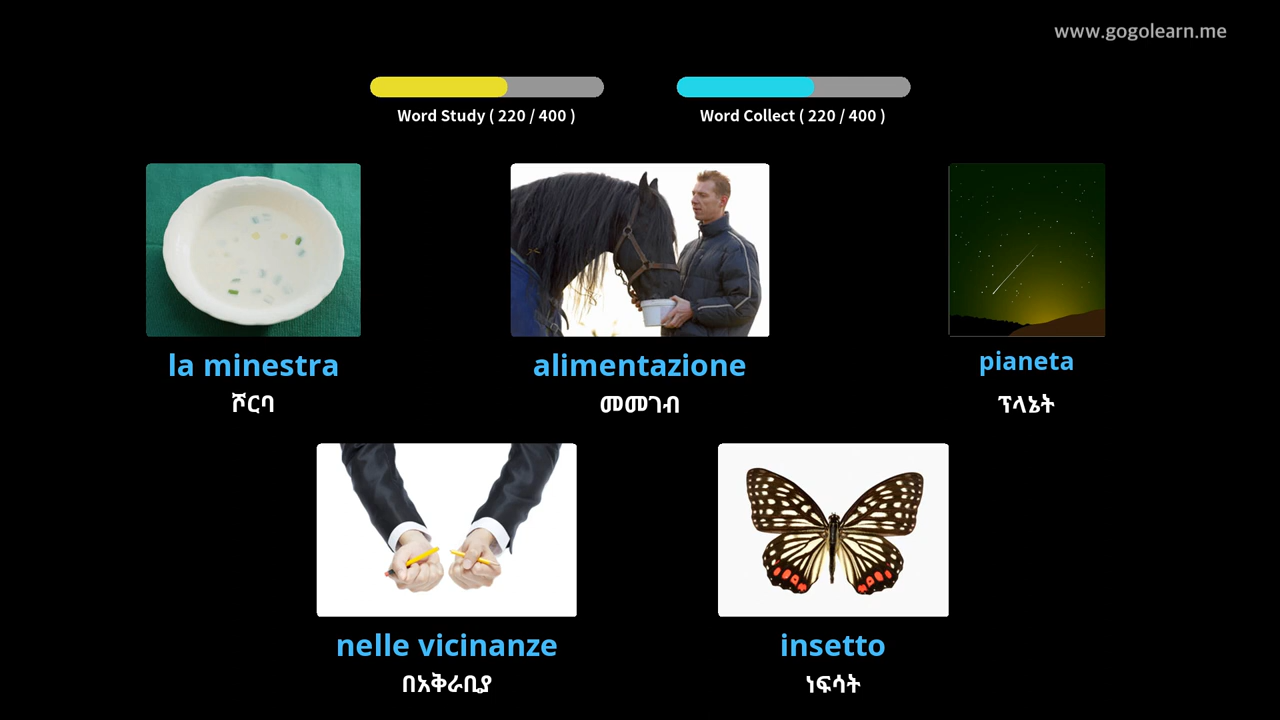 www.gogolearn.me
Word Study ( 220 / 400 )
Word Collect ( 220 / 400 )
la minestra
ሾርባ
alimentazione
መመገብ
pianeta
ፕላኔት
nelle vicinanze
በአቅራቢያ
insetto
ነፍሳት